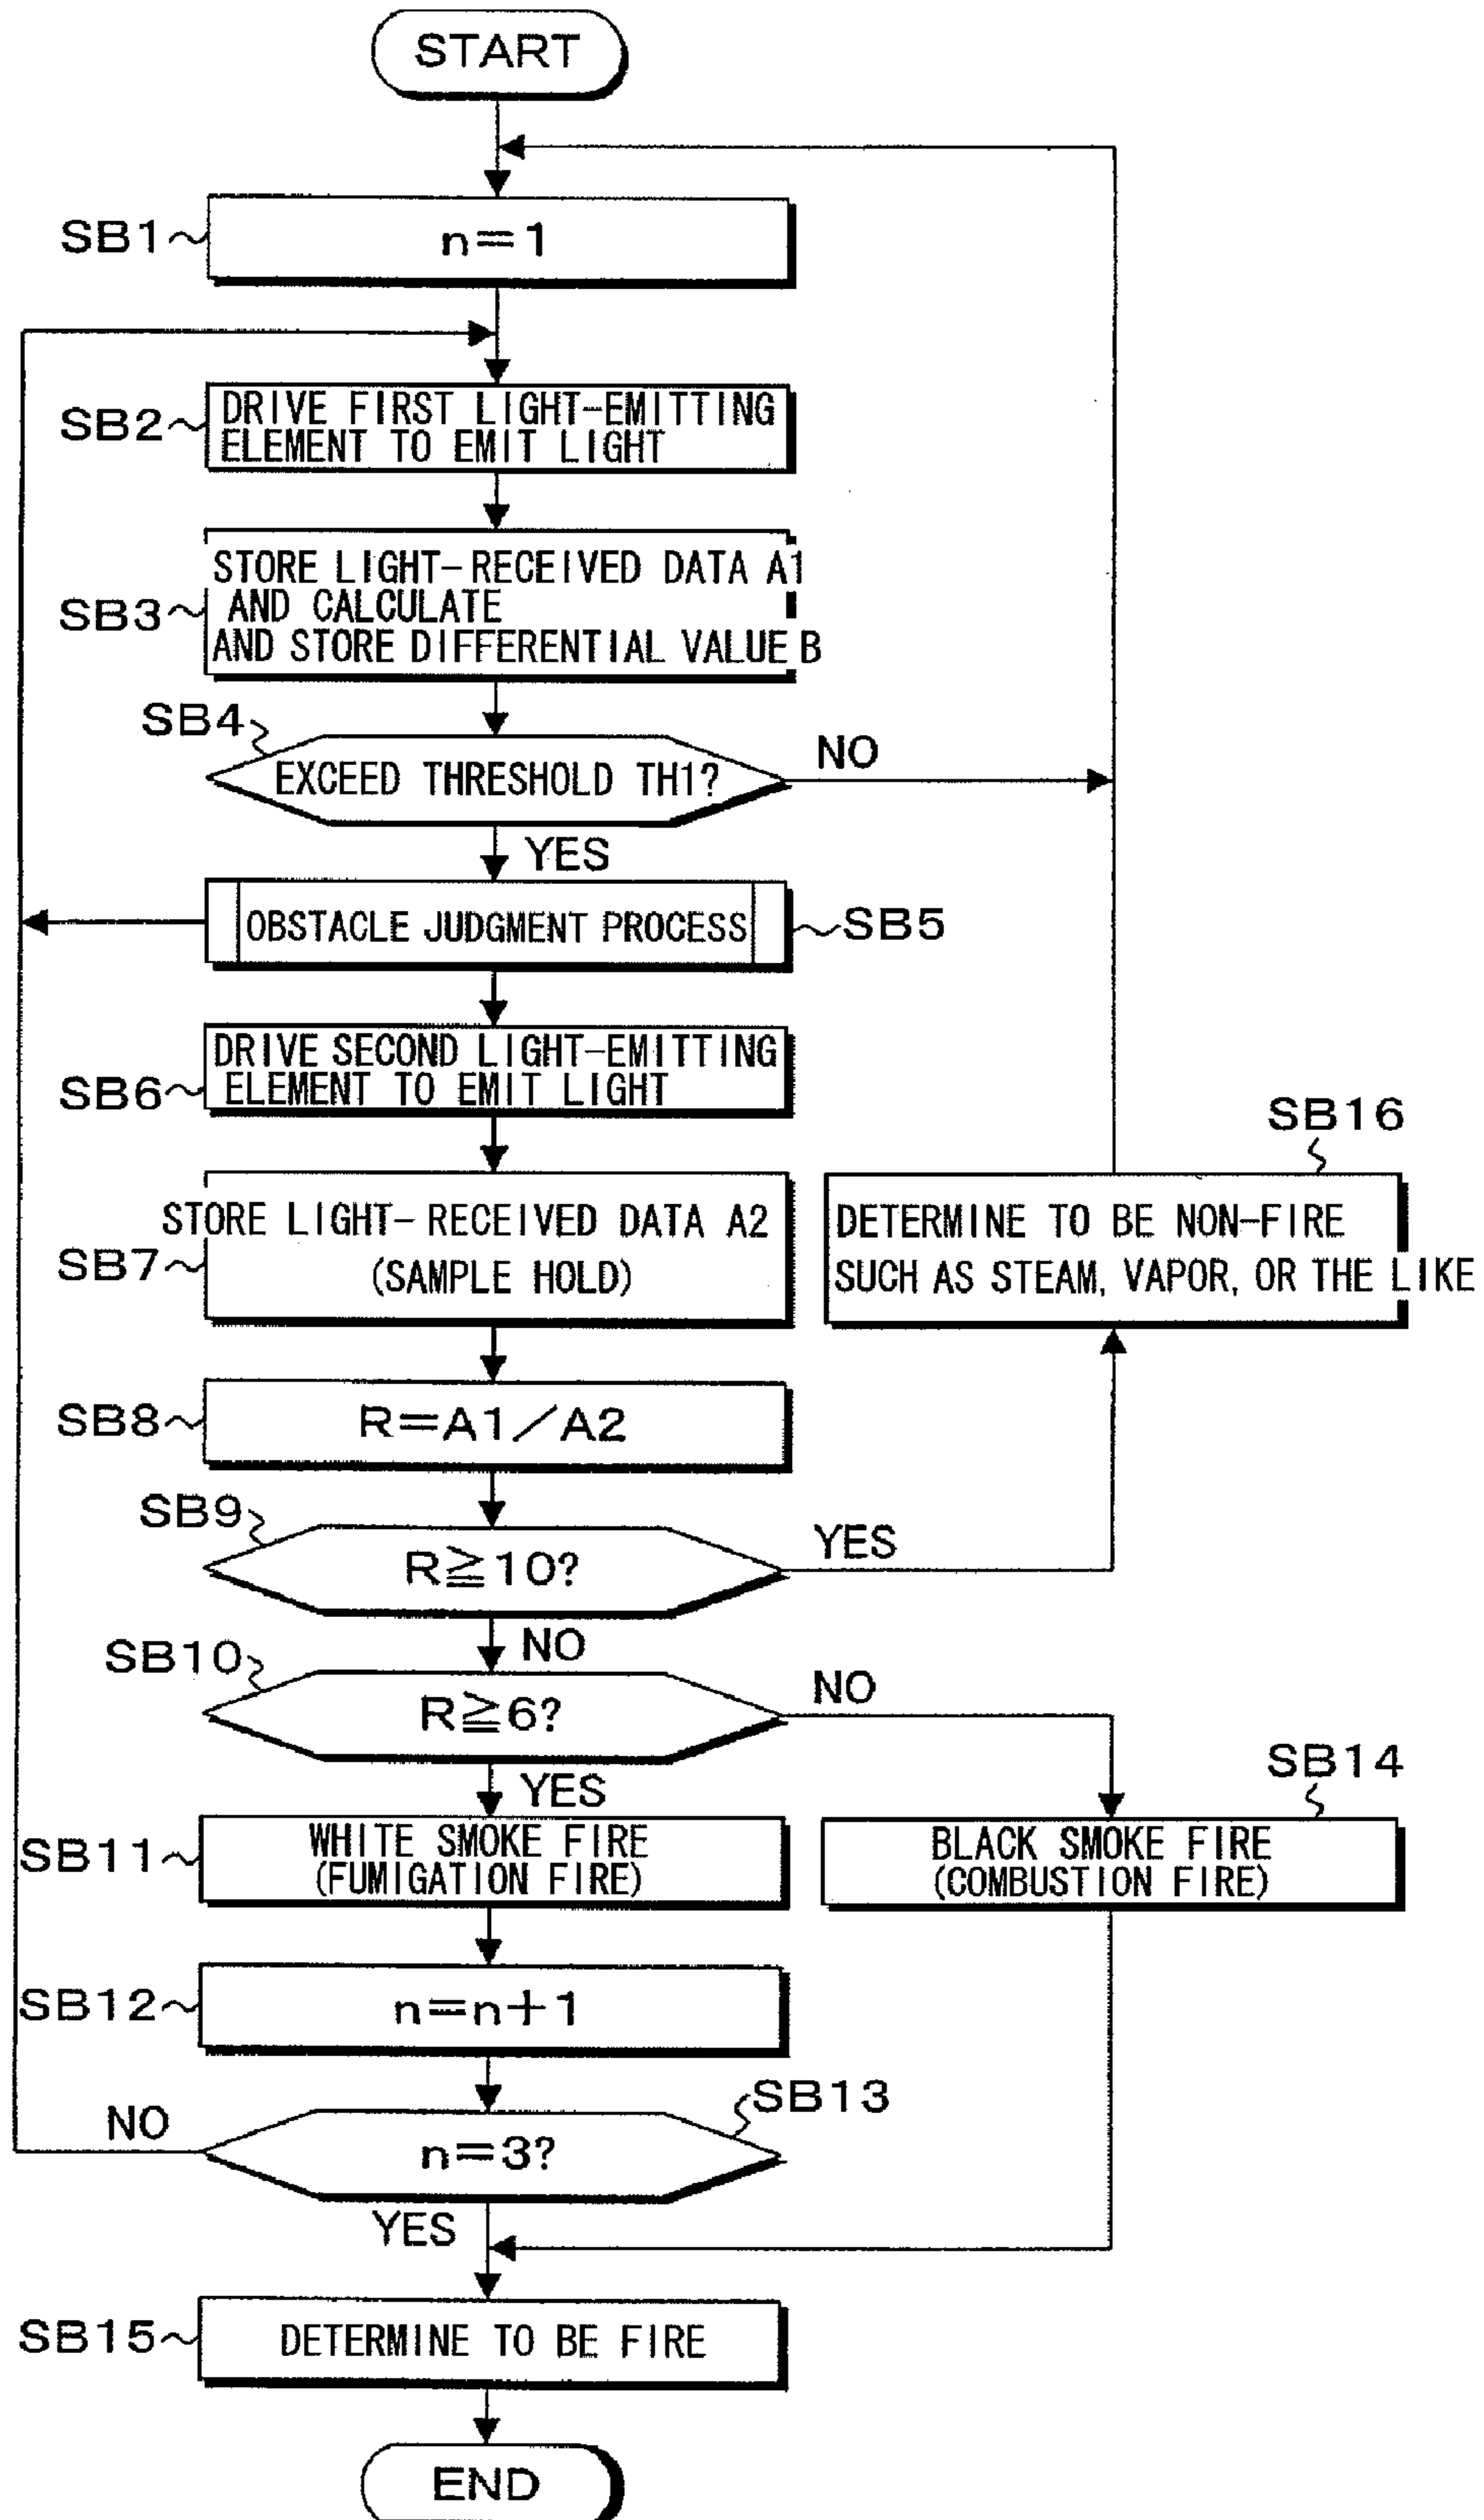 START
SB1
n=1
SB2
DRIVE FIRST LIGHT-EMITTING
ELEMENT TO EMIT LIGHT
SB3
STORE LIGHT-RECEIVED DATA A1
AND CALCULATE
AND STORE DIFFERENTIAL VALUE B
SB4
EXCEED THRESHOLD TH1?
NO
YES
OBSTACLE JUDGMENT PROCESS
SB5
SB6
DRIVE SECOND LIGHT-EMITTING
ELEMENT TO EMIT LIGHT
SB7
STORE LIGHT-RECEIVED DATA A2
(SAMPLE HOLD)
SB16
DETERMINE TO BE NON-FIRE
SUCH AS STEAM, VAPOR, OR THE LIKE
SB8
R=A1/A2
SB9
R≧10?
YES
NO
SB10
R≧6?
NO
YES
SB11
WHITE SMOKE FIRE
(FUMIGATION FIRE)
SB14
BLACK SMOKE FIRE
(COMBUSTION FIRE)
SB12
n=n+1
SB13
n=3?
NO
YES
SB15
DETERMINE TO BE FIRE
END